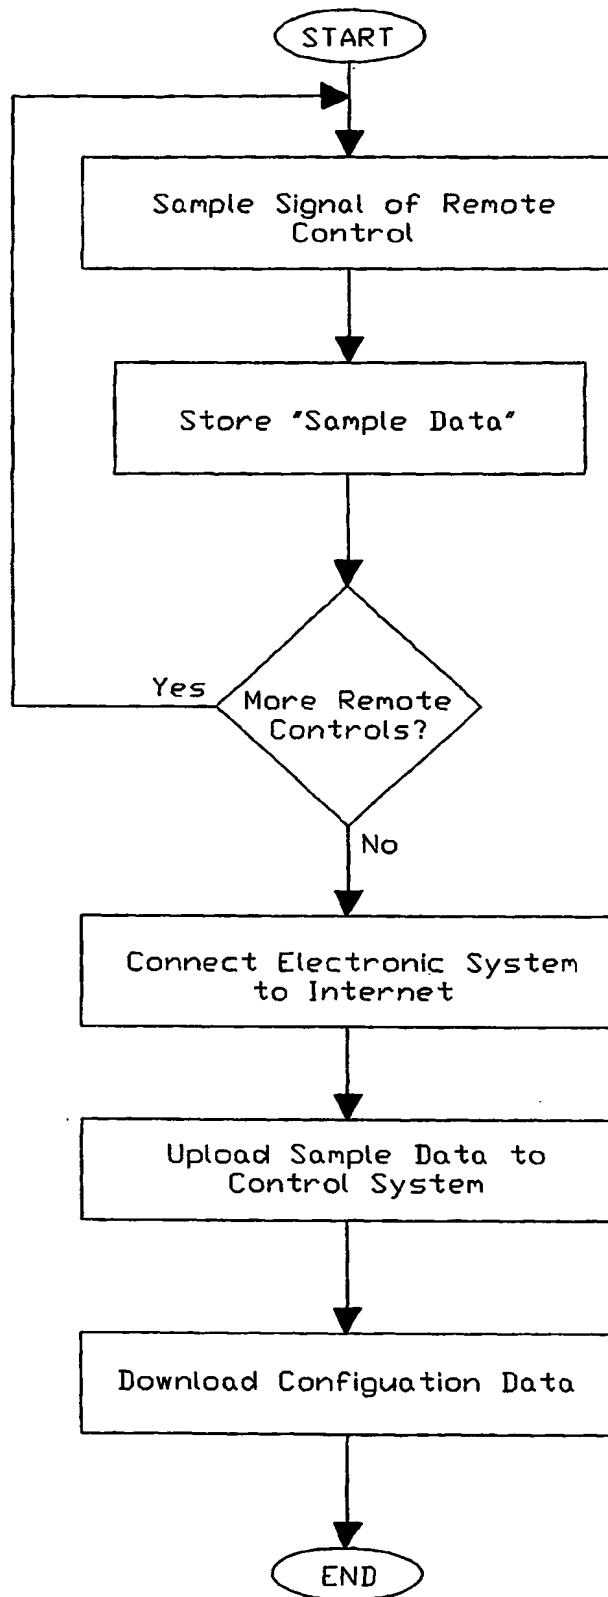 START
Sample Signal of Remote
Control
Store "Sample Data"
Yes
More Remote
Controls?
No
Connect Electronic System
to Internet
Upload Sample Data to
Control System
Download Configuation Data
END